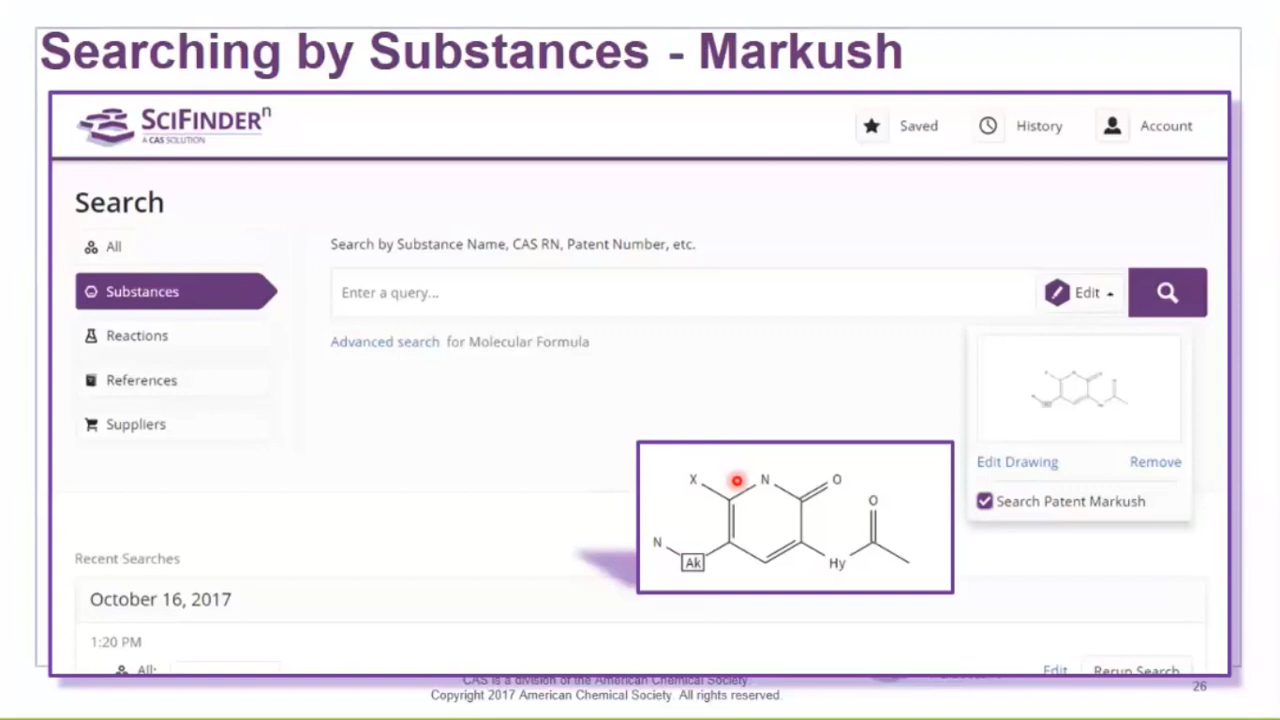 Searching by Substances - Markush
SCIFINDERⁿ
A CAS SOLUTION
Saved
History
Account
Search
All
Search by Substance Name, CAS RN, Patent Number, etc.
Substances
Enter a query...
Edit
Reactions
Advanced search for Molecular Formula
References
Suppliers
Edit Drawing
Remove
Search Patent Markush
X
N
O
O
N
Ak
Hy
Recent Searches
October 16, 2017
1:20 PM
All:
Edit
Rerun Search
CAS is a division of the American Chemical Society.
Copyright 2017 American Chemical Society. All rights reserved.
26